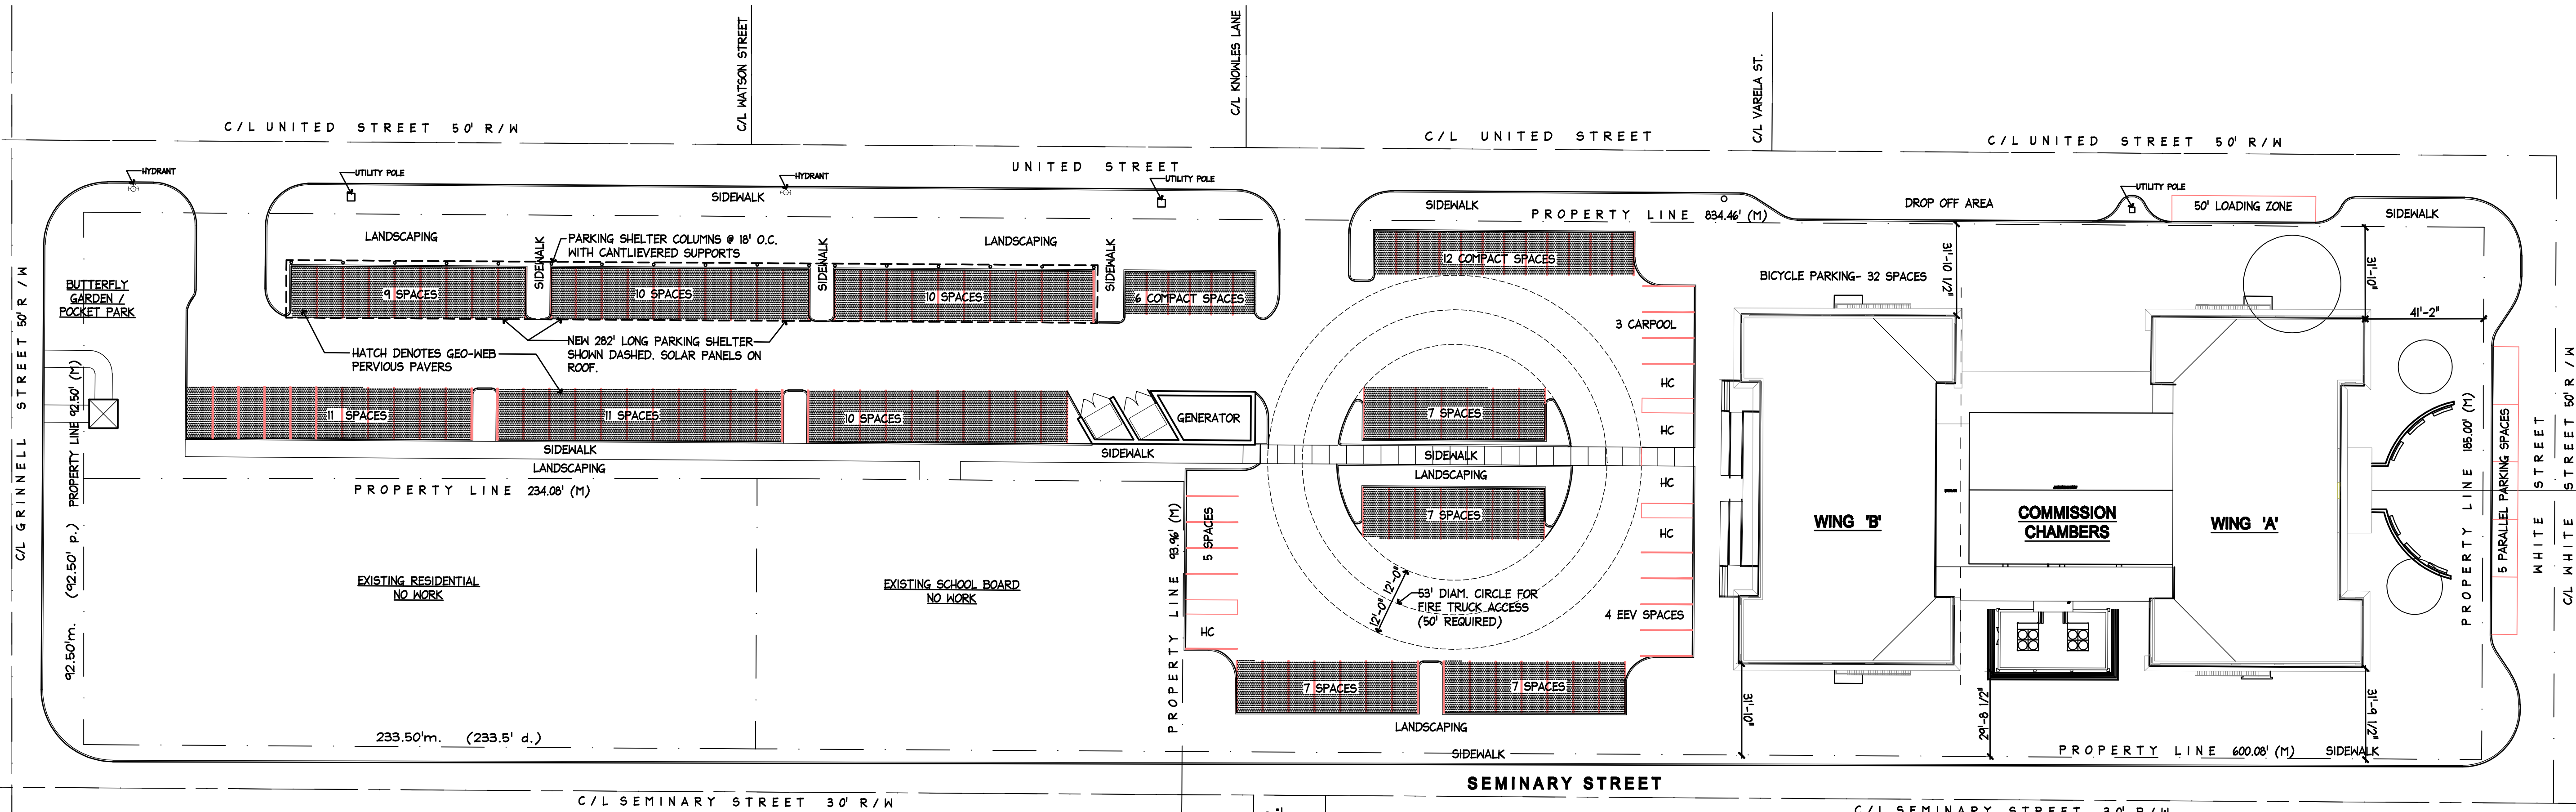 C/L WATSON STREET
C/L KNOWLES LANE
C/L VARELA ST.
C/L UNITED STREET 50' R/W
C/L UNITED STREET
C/L UNITED STREET 50' R/W
UNITED STREET
HYDRANT
UTILITY POLE
HYDRANT
UTILITY POLE
UTILITY POLE
SIDEWALK
SIDEWALK
PROPERTY LINE 834.46' (M)
DROP OFF AREA
50' LOADING ZONE
SIDEWALK
LANDSCAPING
PARKING SHELTER COLUMNS @ 18' O.C.
WITH CANTLIEVERED SUPPORTS
LANDSCAPING
SIDEWALK
SIDEWALK
SIDEWALK
BUTTERFLY
GARDEN /
POCKET PARK
9 SPACES
10 SPACES
10 SPACES
6 COMPACT SPACES
12 COMPACT SPACES
BICYCLE PARKING- 32 SPACES
31'-10 1/2"
31'-10"
41'-2"
3 CARPOOL
HC
HC
HATCH DENOTES GEO-WEB
PERVIOUS PAVERS
NEW 282' LONG PARKING SHELTER
SHOWN DASHED. SOLAR PANELS ON
ROOF.
11 SPACES
11 SPACES
10 SPACES
GENERATOR
7 SPACES
SIDEWALK
SIDEWALK
SIDEWALK
LANDSCAPING
LANDSCAPING
PROPERTY LINE 234.08' (M)
7 SPACES
HC
HC
4 EEV SPACES
C/L GRINNELL STREET 50' R/W
PROPERTY LINE 92.50' (M)
92.50'm. (92.50' p.)
EXISTING RESIDENTIAL
NO WORK
EXISTING SCHOOL BOARD
NO WORK
PROPERTY LINE 93.96' (M)
5 SPACES
HC
12'-0" 12'-0"
53' DIAM. CIRCLE FOR
FIRE TRUCK ACCESS
(50' REQUIRED)
WING 'B'
COMMISSION
CHAMBERS
WING 'A'
PROPERTY LINE 185.00' (M)
5 PARALLEL PARKING SPACES
WHITE STREET
C/L WHITE STREET 50' R/W
7 SPACES
7 SPACES
LANDSCAPING
31'-10"
29'-8 1/2"
31'-9 1/2"
233.50'm. (233.5' d.)
SIDEWALK
PROPERTY LINE 600.08' (M)
SIDEWALK
SEMINARY STREET
C/L SEMINARY STREET 30' R/W
C/L SEMINARY STREET 30' R/W